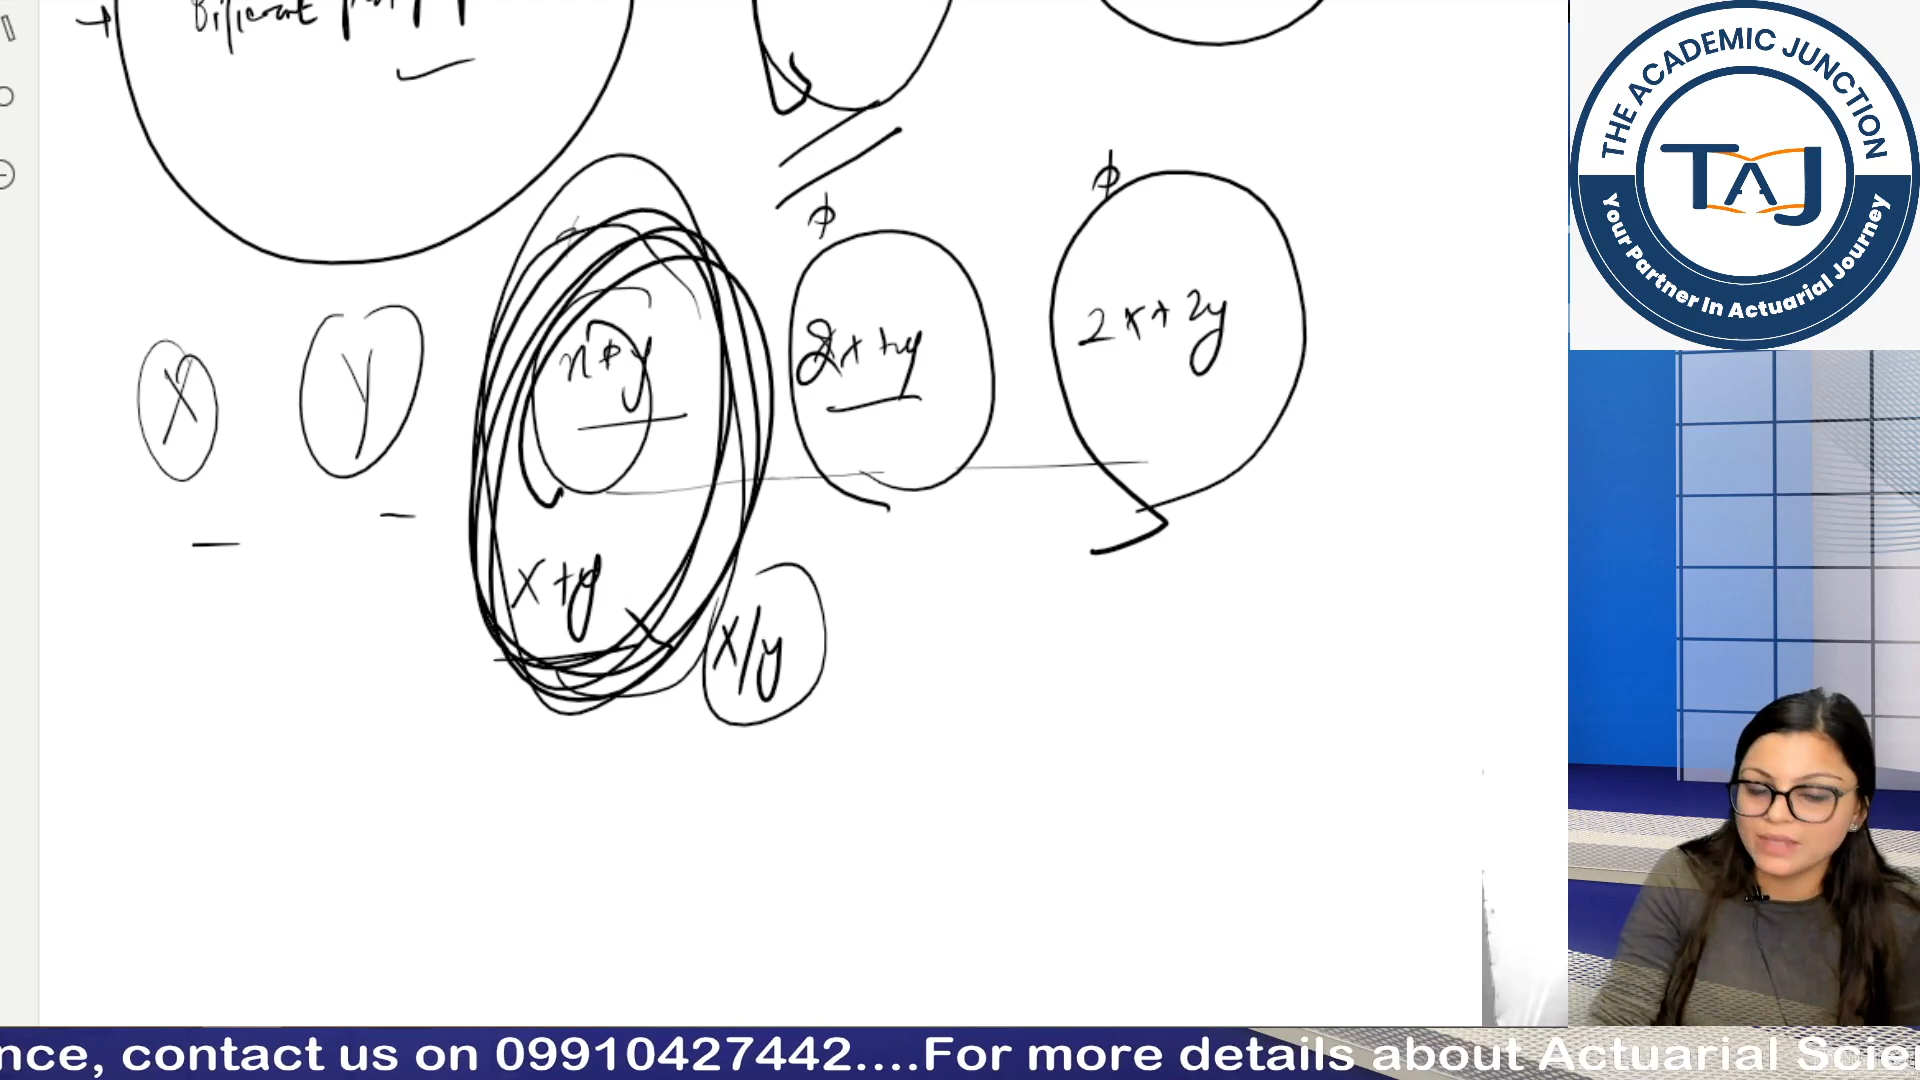 x
y
x+y
2x+y
2x+2y
x+y
x/y
ϕ
ϕ
THE ACADEMIC JUNCTION
TAJ
Your Partner In Actuarial Journey
nce, contact us on 09910427442....For more details about Actuarial Scie